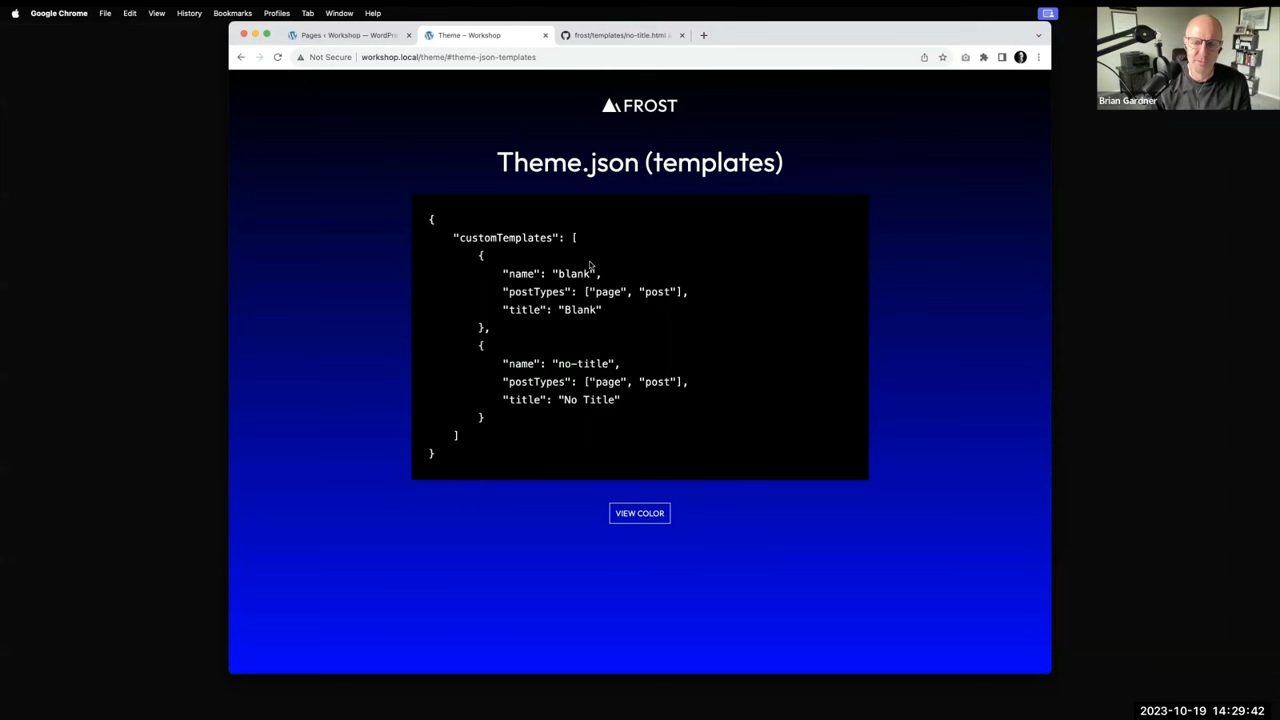 Google Chrome File Edit View History Bookmarks Profiles Tab Window Help
Pages ‹ Workshop — WordPr
Theme – Workshop
frost/templates/no-title.html
Not Secure workshop.local/theme/#theme-json-templates
Brian Gardner
FROST
Theme.json (templates)
{
"customTemplates": [
{
"name": "blank",
"postTypes": ["page", "post"],
"title": "Blank"
},
{
"name": "no-title",
"postTypes": ["page", "post"],
"title": "No Title"
}
]
}
VIEW COLOR
2023-10-19 14:29:42